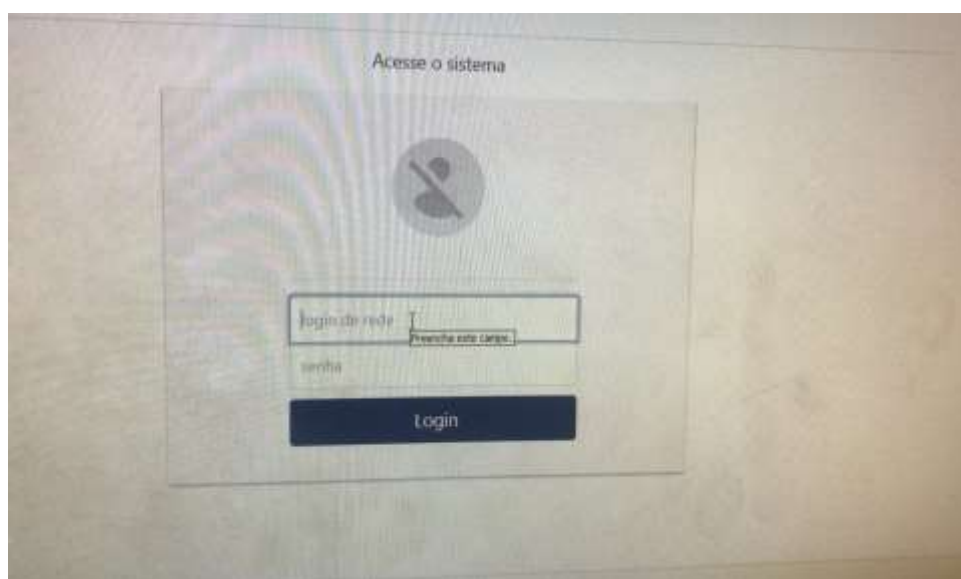 Acesse o sistema
login de rede
Preencha este campo.
senha
Login